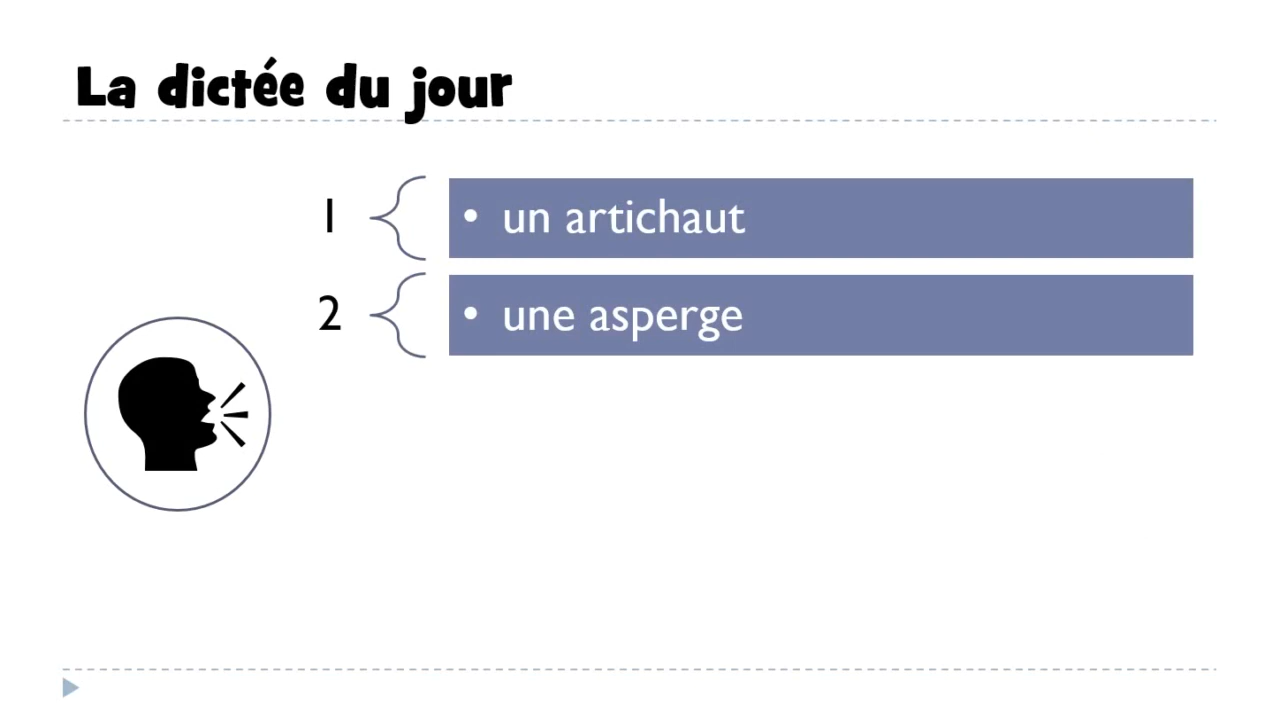 La dictée du jour
1 • un artichaut
2 • une asperge